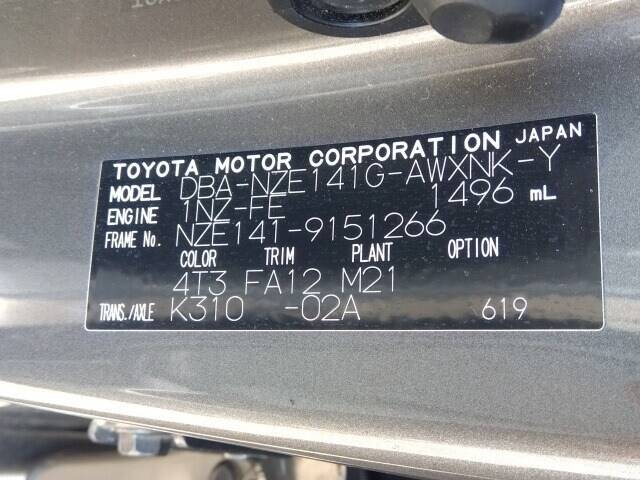 TOYOTA MOTOR CORPORATION JAPAN
MODEL DBA-NZE141G-AWXNK-Y
ENGINE 1NZ-FE 1496 mL
FRAME No. NZE141-9151266
COLOR TRIM PLANT OPTION
4T3 FA12 M21
TRANS./AXLE K310 -02A 619